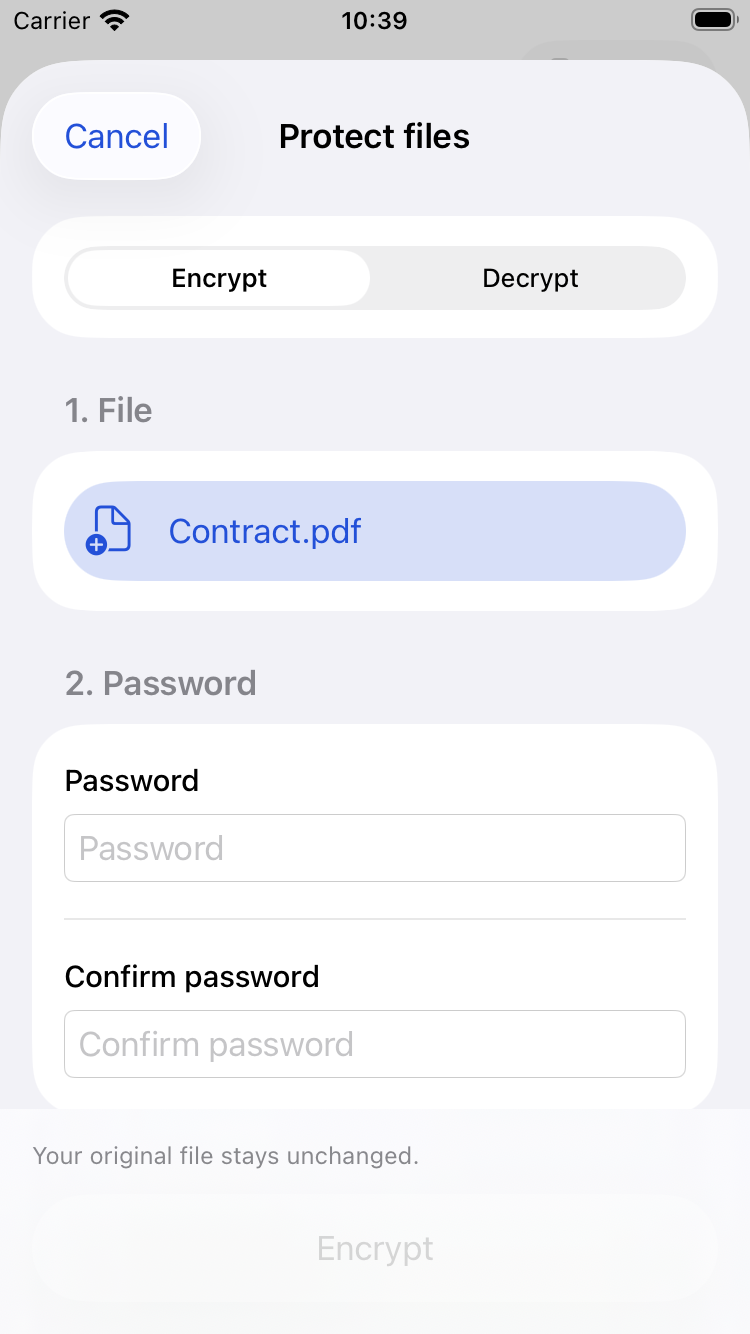 Carrier 10:39
Cancel Protect files
Encrypt Decrypt
1. File
Contract.pdf
2. Password
Password
Password
Confirm password
Confirm password
Your original file stays unchanged.
Encrypt